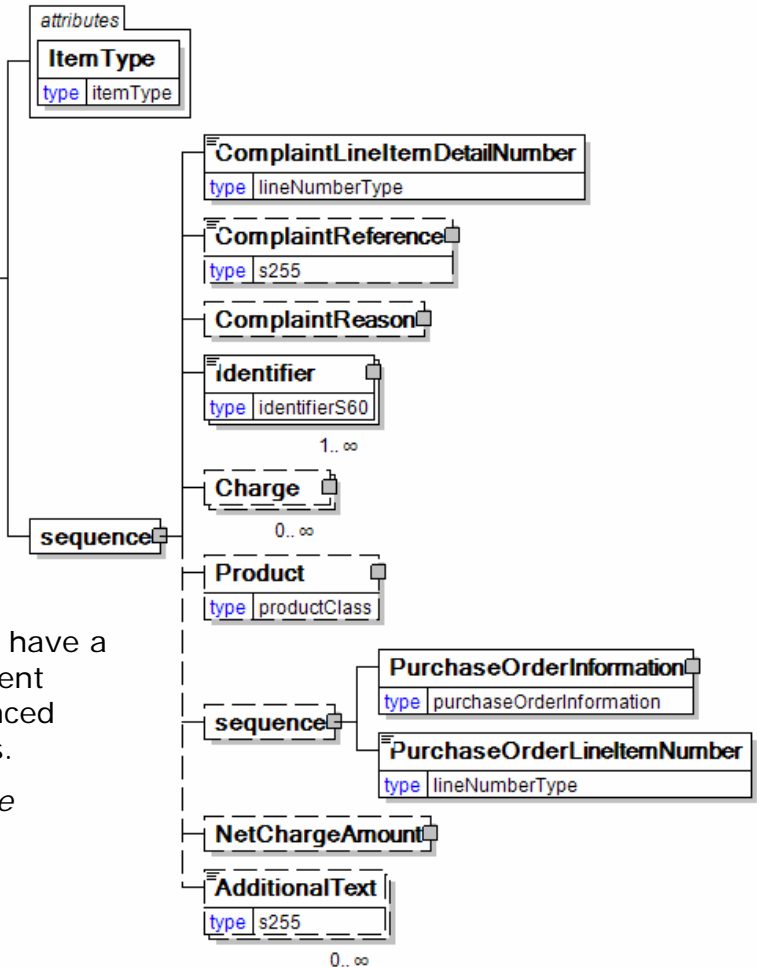 attributes
ItemType
type itemType
ComplaintLineItemDetailNumber
type lineNumberType
ComplaintReference
type s255
ComplaintReason
Identifier
type identifierS60
1.. ∞
Charge
0.. ∞
sequence
Product
type productClass
have a
ent
nced
s.
e
PurchaseOrderInformation
type purchaseOrderInformation
sequence
PurchaseOrderLineItemNumber
type lineNumberType
NetChargeAmount
AdditionalText
type s255
0.. ∞